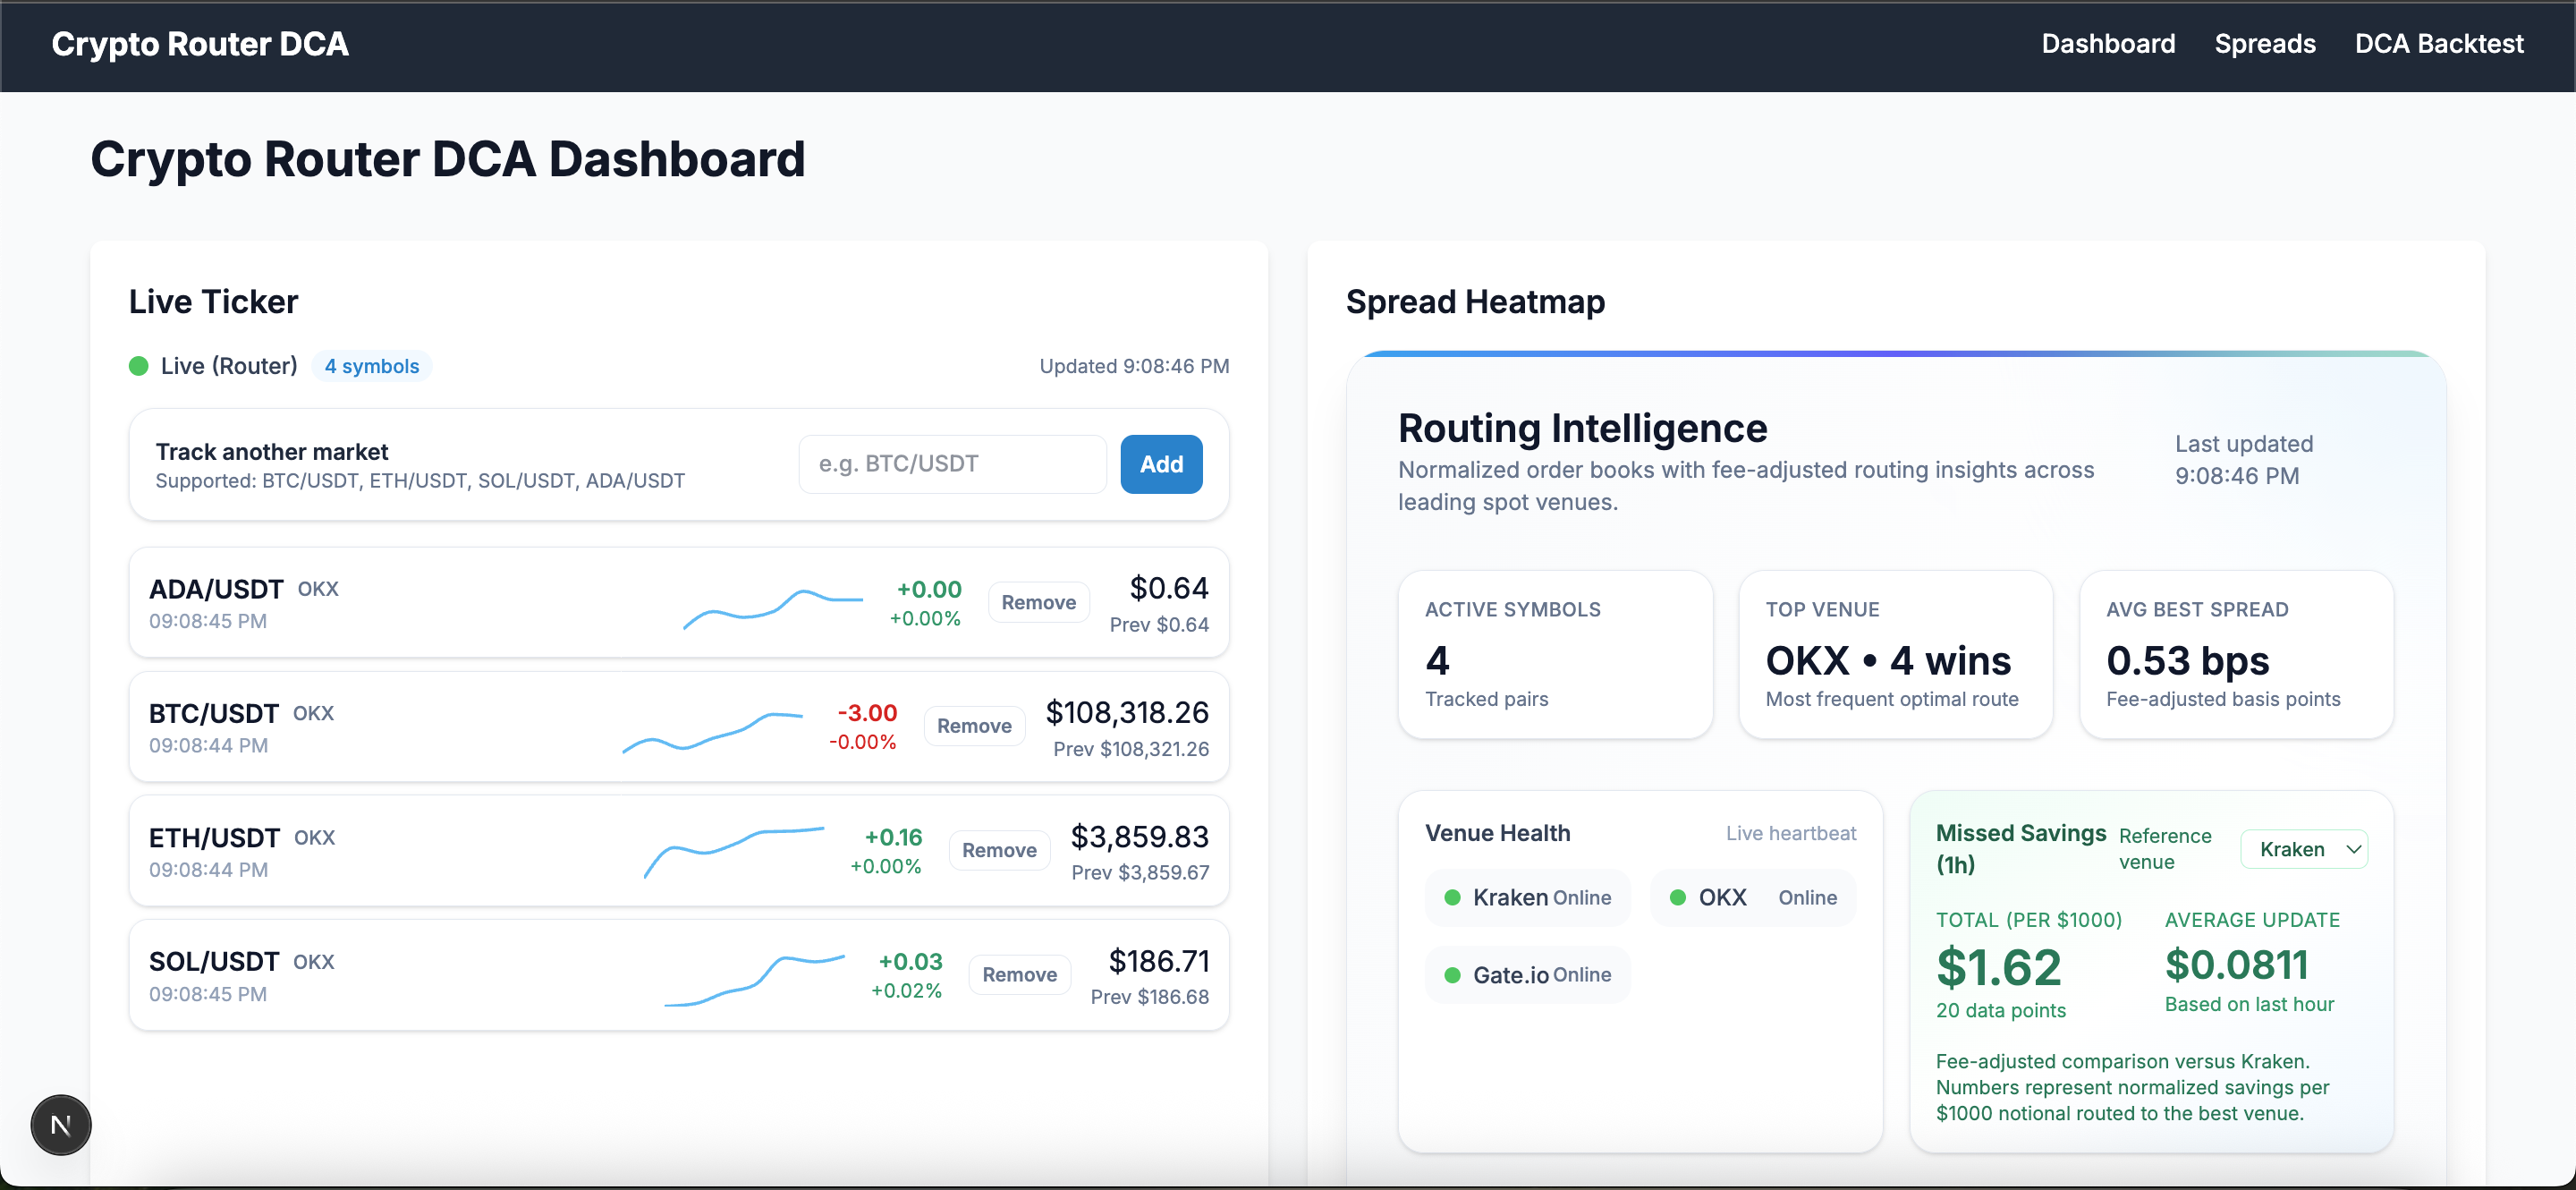 Crypto Router DCA
Dashboard Spreads DCA Backtest
Crypto Router DCA Dashboard
Live Ticker
Live (Router) 4 symbols Updated 9:08:46 PM
Track another market
Supported: BTC/USDT, ETH/USDT, SOL/USDT, ADA/USDT
e.g. BTC/USDT Add
ADA/USDT OKX
09:08:45 PM
+0.00
+0.00%
Remove
$0.64
Prev $0.64
BTC/USDT OKX
09:08:44 PM
-3.00
-0.00%
Remove
$108,318.26
Prev $108,321.26
ETH/USDT OKX
09:08:44 PM
+0.16
+0.00%
Remove
$3,859.83
Prev $3,859.67
SOL/USDT OKX
09:08:45 PM
+0.03
+0.02%
Remove
$186.71
Prev $186.68
N
Spread Heatmap
Routing Intelligence
Normalized order books with fee-adjusted routing insights across
leading spot venues.
Last updated
9:08:46 PM
ACTIVE SYMBOLS
4
Tracked pairs
TOP VENUE
OKX • 4 wins
Most frequent optimal route
AVG BEST SPREAD
0.53 bps
Fee-adjusted basis points
Venue Health Live heartbeat
Kraken Online
OKX Online
Gate.io Online
Missed Savings
(1h)
Reference
venue
Kraken
TOTAL (PER $1000)
$1.62
20 data points
AVERAGE UPDATE
$0.0811
Based on last hour
Fee-adjusted comparison versus Kraken.
Numbers represent normalized savings per
$1000 notional routed to the best venue.